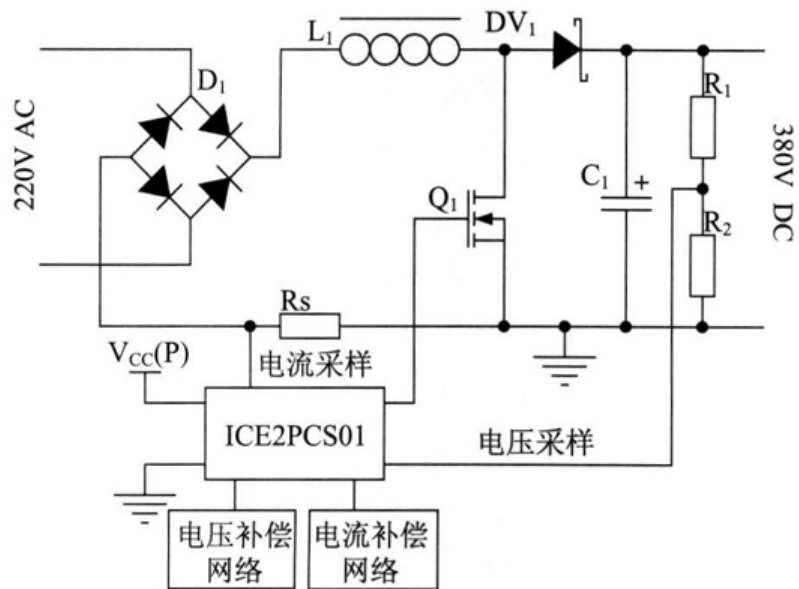 L₁
DV₁
D₁
R₁
220V AC
380V DC
C₁
+
Q₁
R₂
Rs
V_CC(P)
电流采样
ICE2PCS01
电压采样
电压补偿
网络
电流补偿
网络